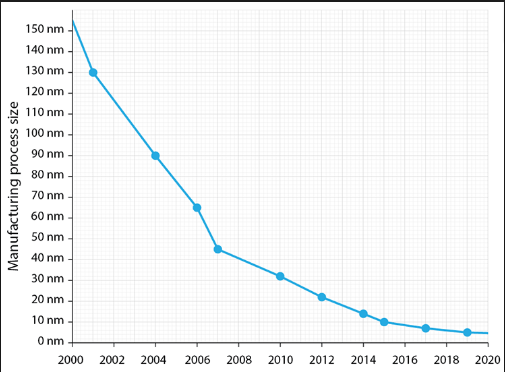 Manufacturing process size
150 nm
140 nm
130 nm
120 nm
110 nm
100 nm
90 nm
80 nm
70 nm
60 nm
50 nm
40 nm
30 nm
20 nm
10 nm
0 nm
2000 2002 2004 2006 2008 2010 2012 2014 2016 2018 2020